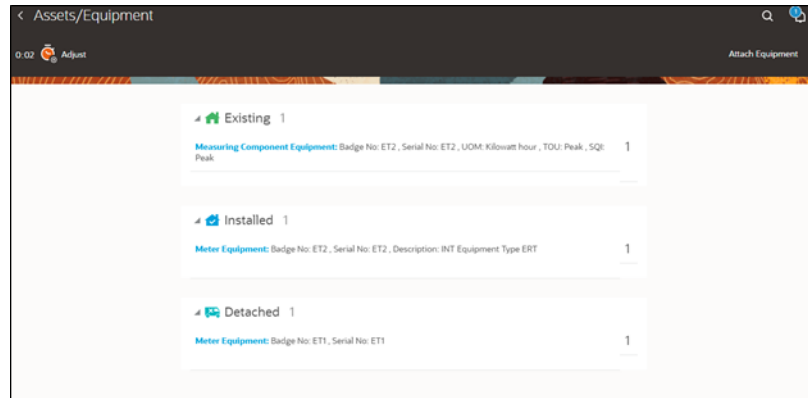 < Assets/Equipment
1
0:02 Adjust
Attach Equipment
Existing 1
Measuring Component Equipment: Badge No: ET2 , Serial No: ET2 , UOM: Kilowatt hour , TOU: Peak , SQI: 1
Peak
Installed 1
Meter Equipment: Badge No: ET2 , Serial No: ET2 , Description: INT Equipment Type ERT 1
Detached 1
Meter Equipment: Badge No: ET1 , Serial No: ET1 1